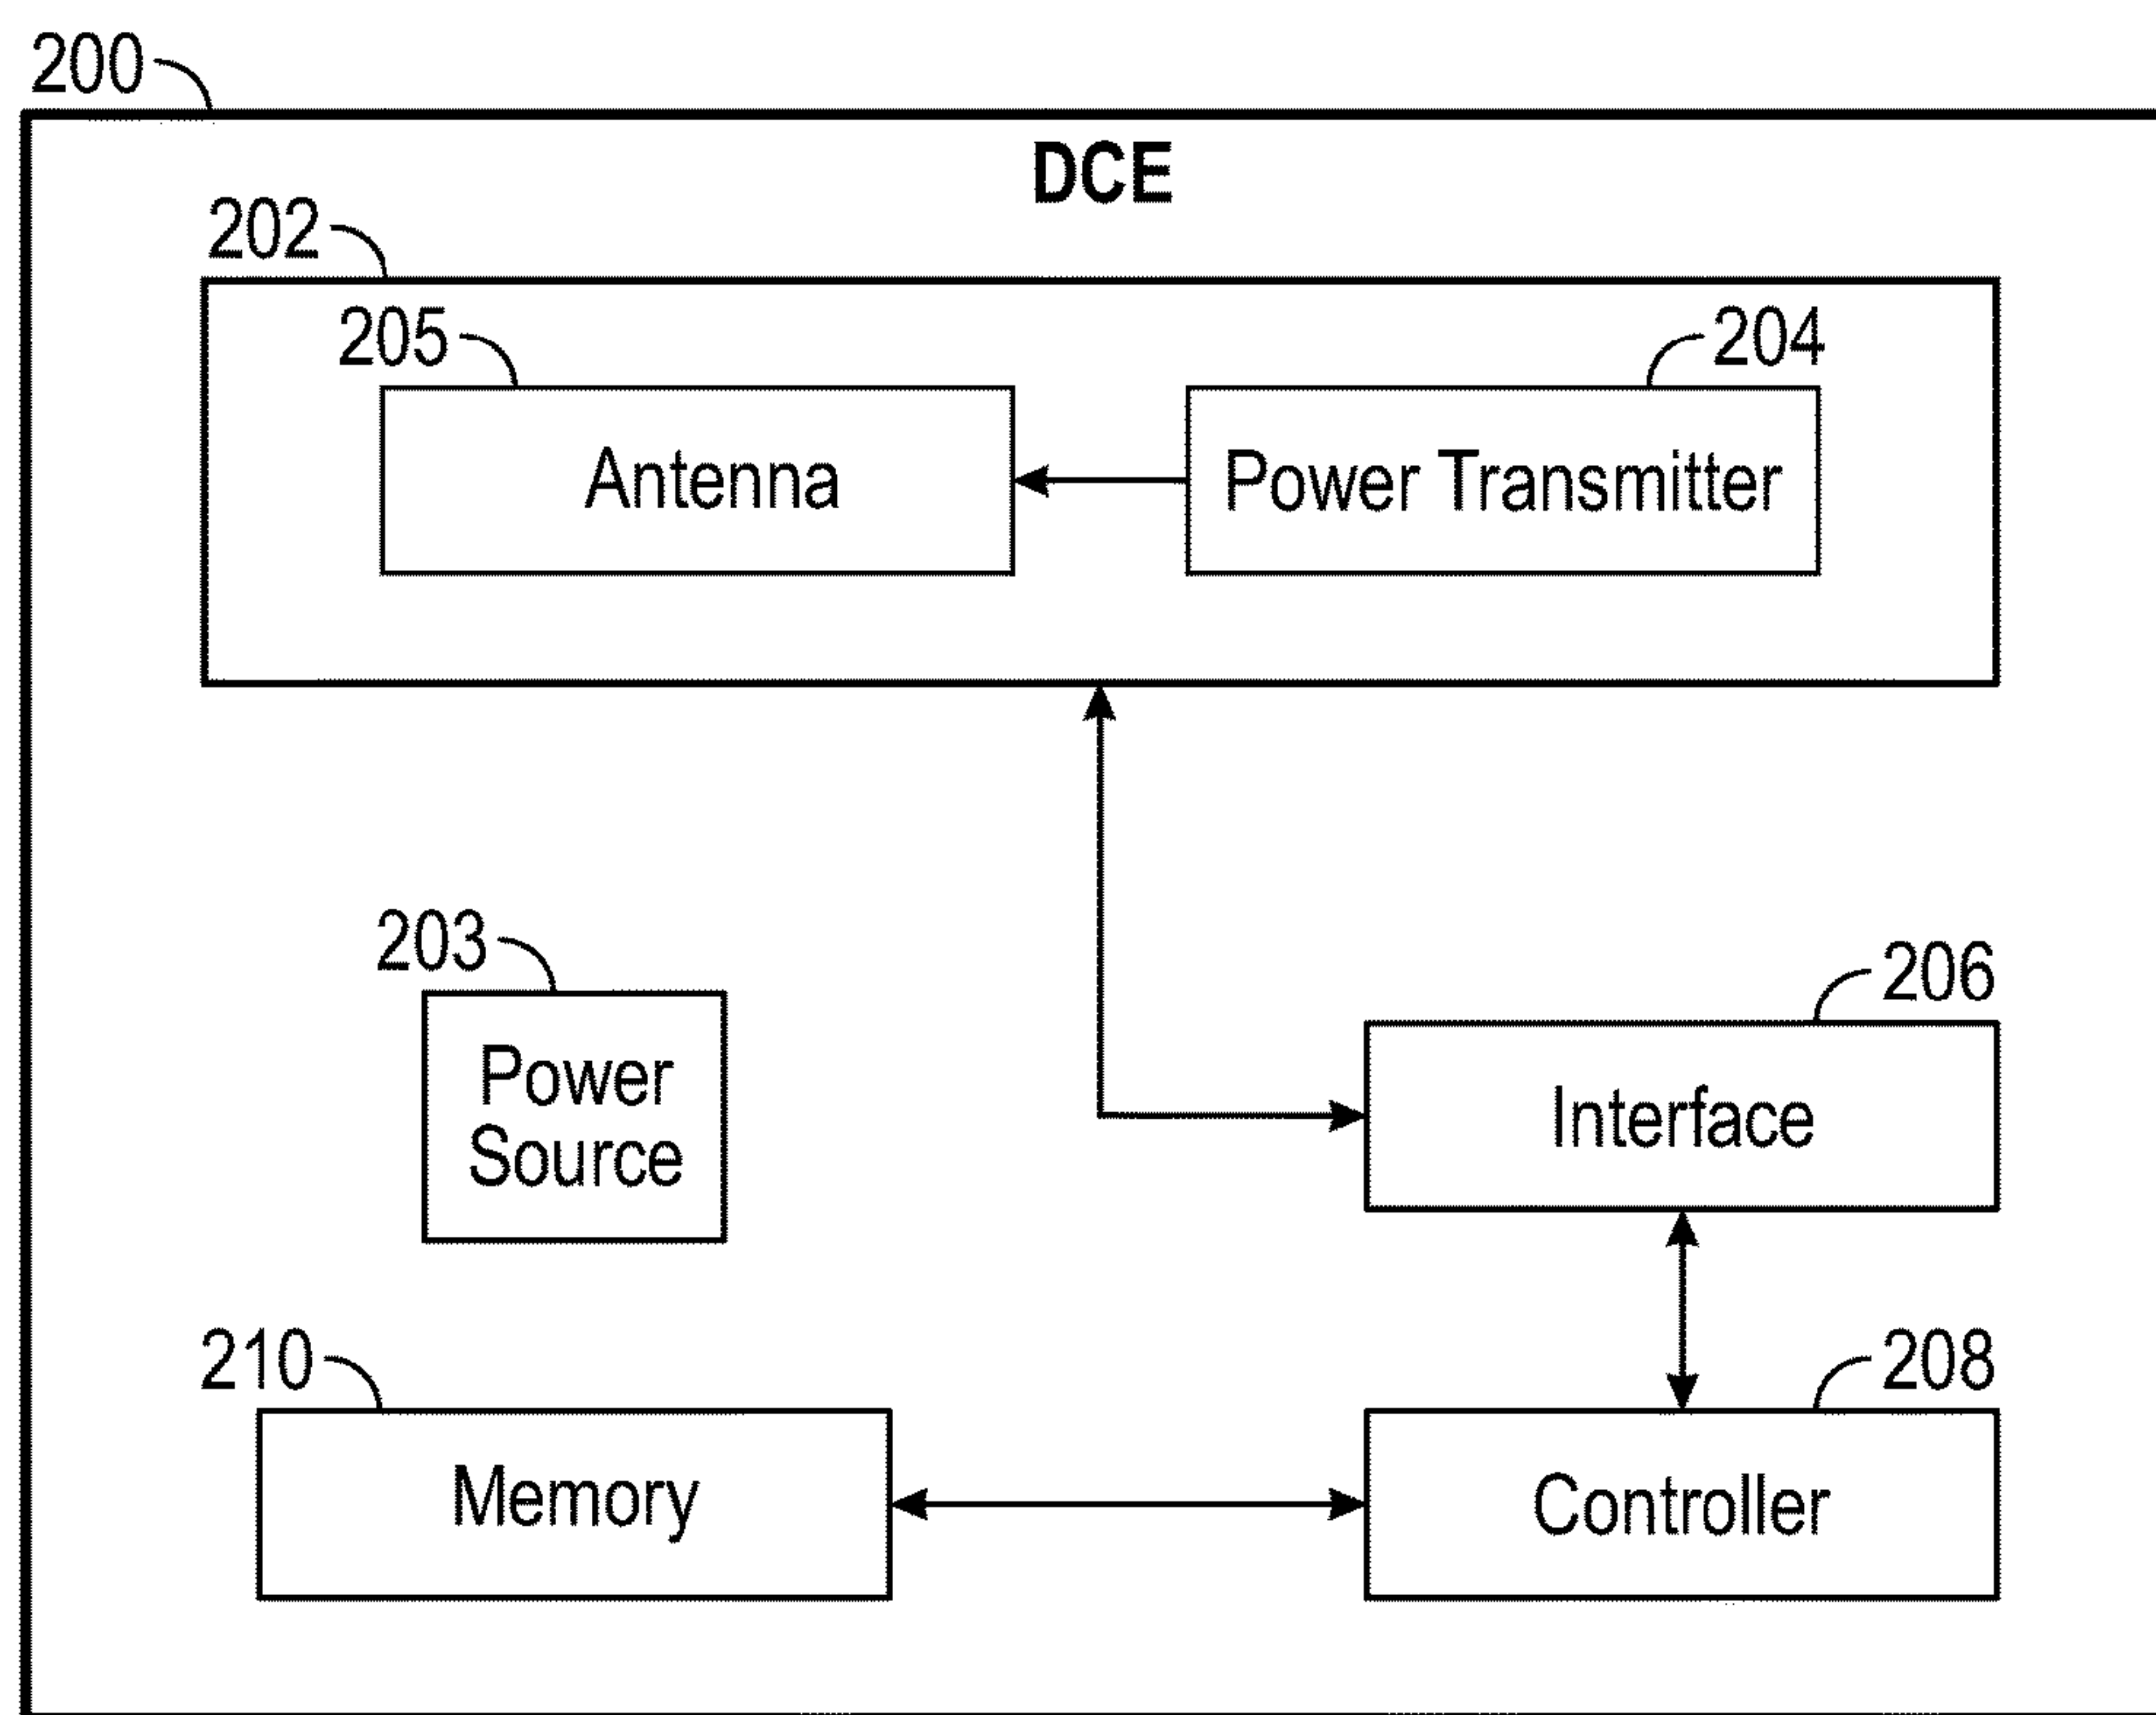 200
DCE
202
205
204
Antenna
Power Transmitter
203
Power
Source
206
Interface
210
208
Memory
Controller